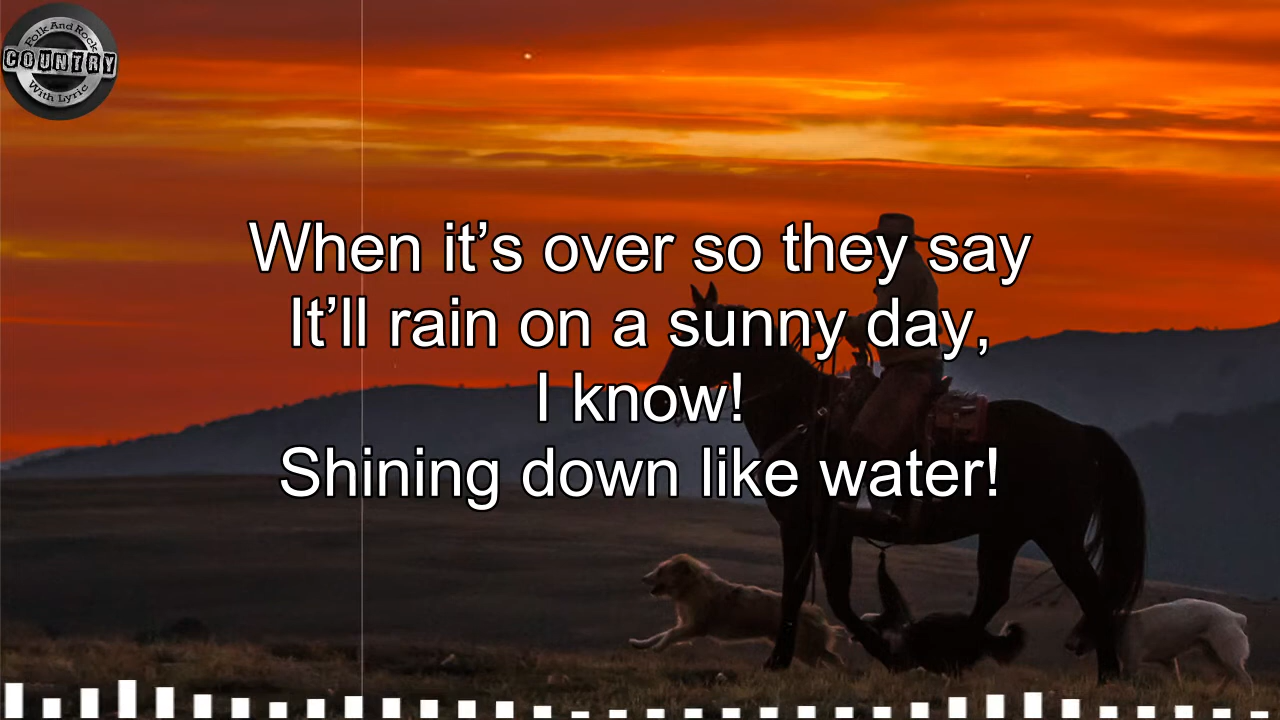 Folk And Rock
COUNTRY
With Lyric
When it’s over so they say
It’ll rain on a sunny day,
I know!
Shining down like water!